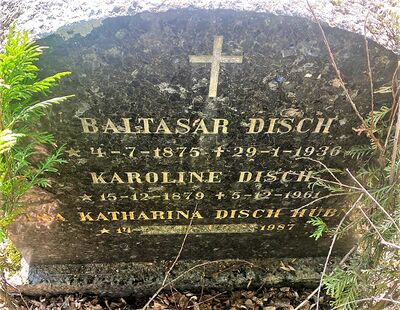 BALTASAR DISCH
* 4-7-1875 + 29-1-1936
KAROLINE DISCH
* 15-12-1879 + 5-12-196
KATHARINA DISCH HUB
* 1987